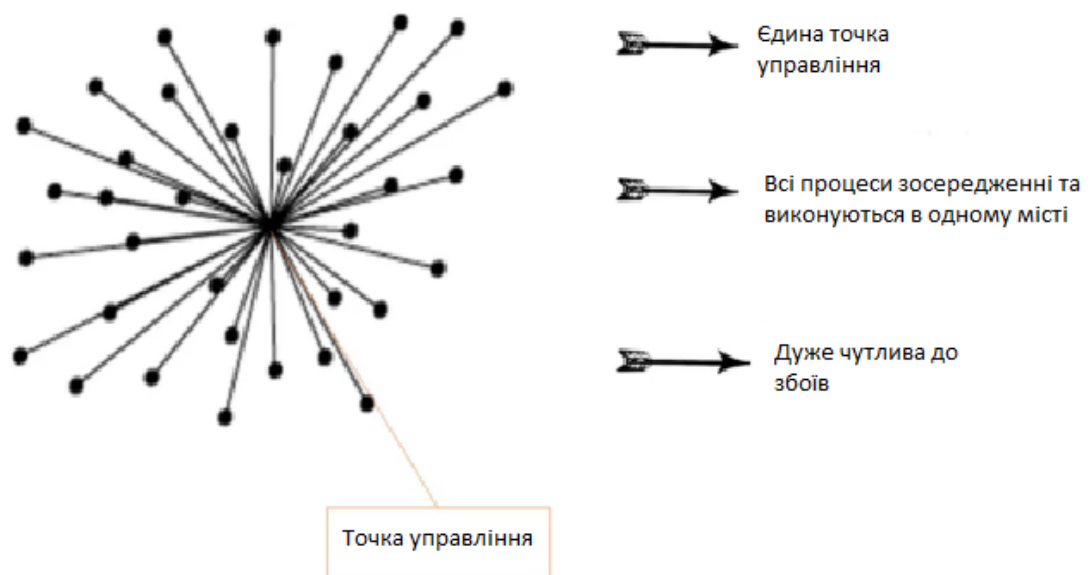 Єдина точка
управління
Всі процеси зосередженні та
виконуються в одному місті
Дуже чутлива до
збоїв
Точка управління